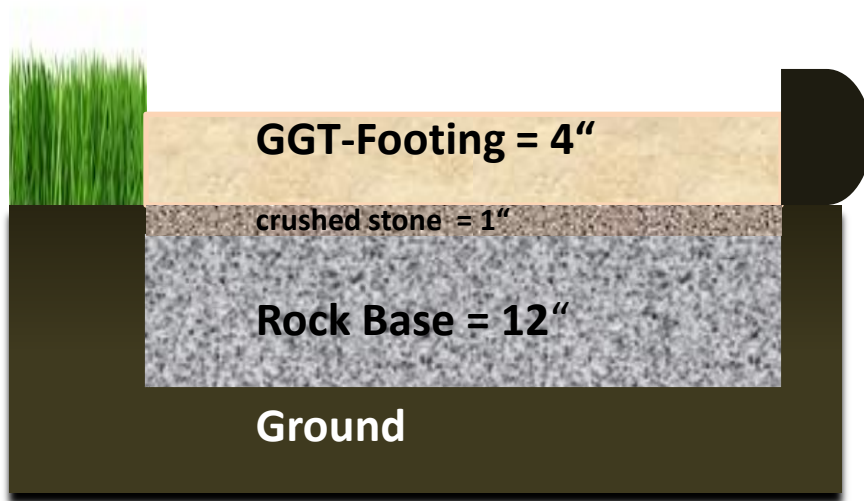 GGT-Footing = 4“
crushed stone = 1“
Rock Base = 12“
Ground